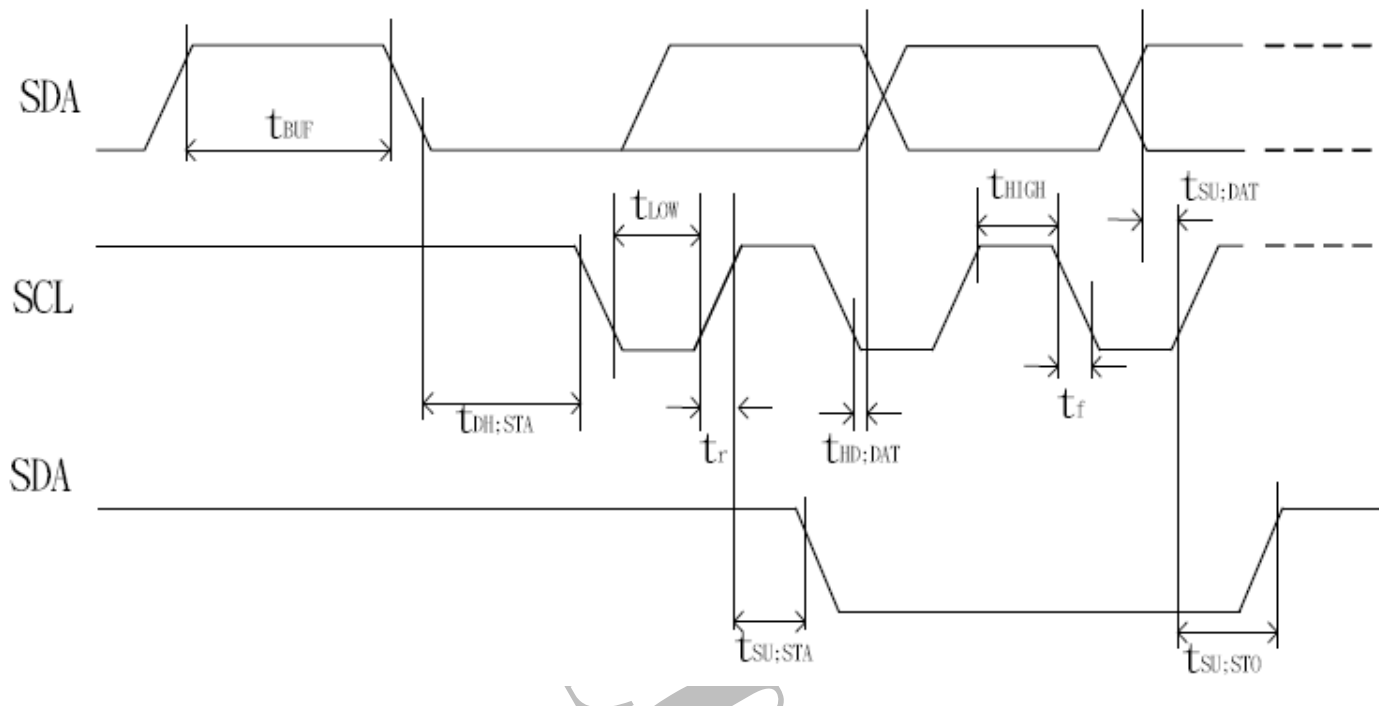 SDA
tBUF
tHIGH
tSU;DAT
tLOW
SCL
tDH;STA
tr
tHD;DAT
tf
SDA
tSU;STA
tSU;STO